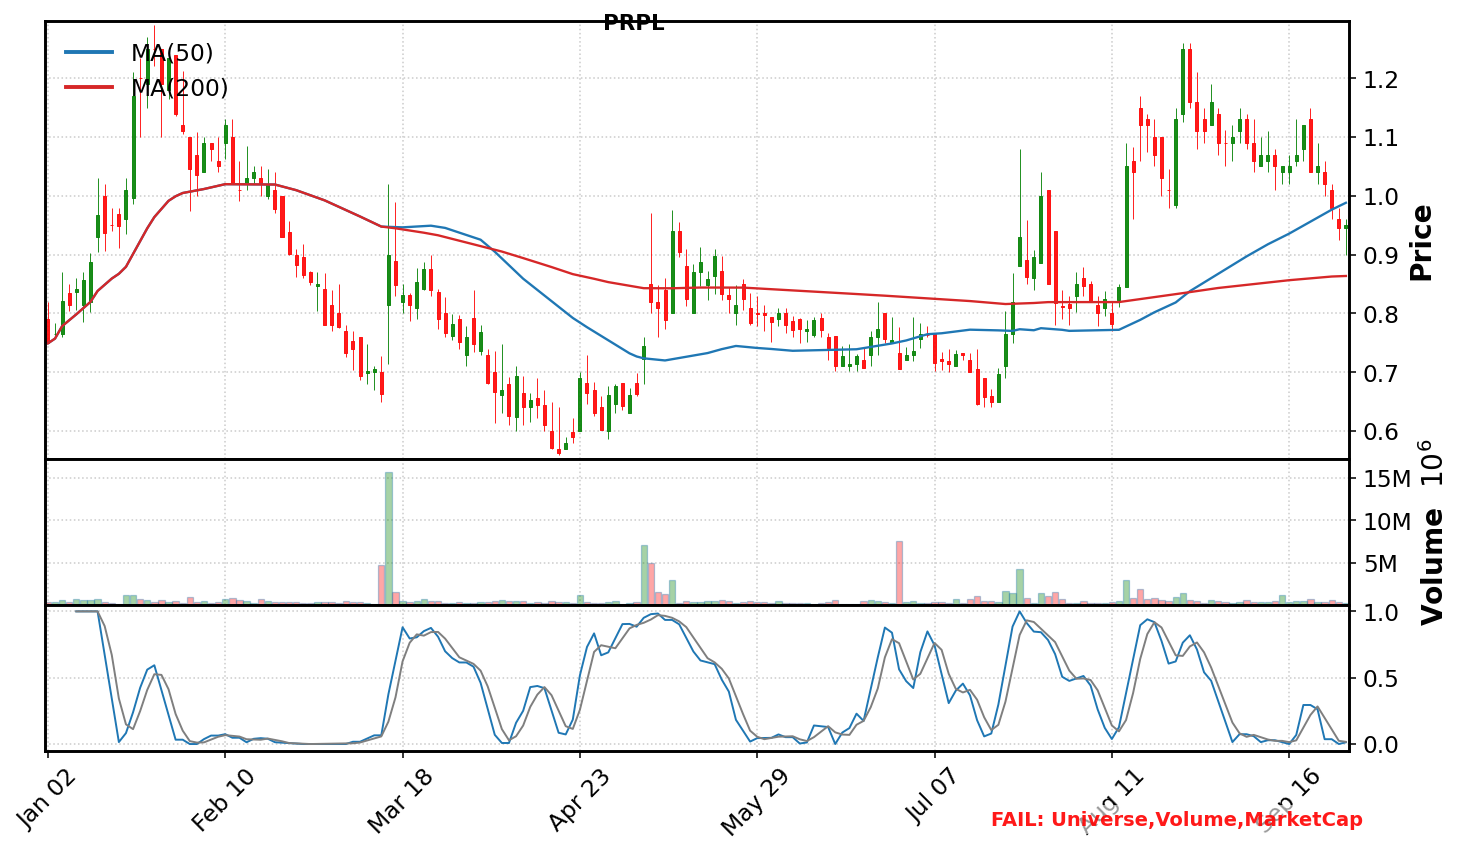 PRPL
MA(50)
MA(200)
1.2
1.1
1.0
0.9
0.8
0.7
0.6
Price
15M
10M
5M
Volume 10⁶
1.0
0.5
0.0
Jan 02
Feb 10
Mar 18
Apr 23
May 29
Jul 07
Aug 11
Sep 16
FAIL: Universe,Volume,MarketCap